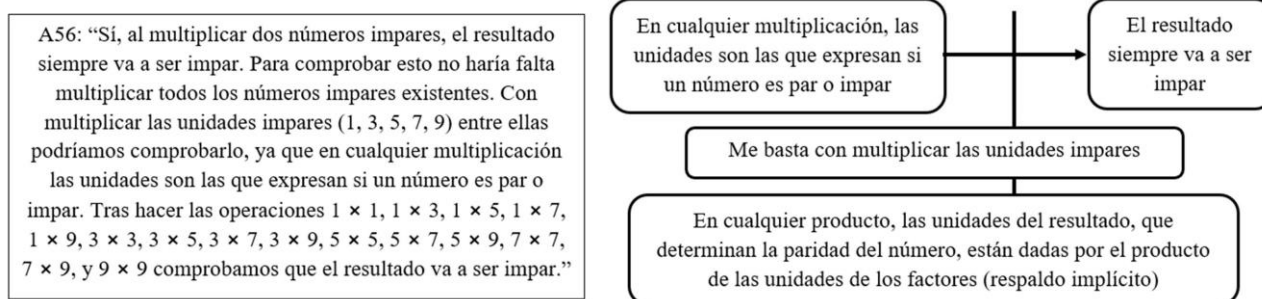 A56: “Sí, al multiplicar dos números impares, el resultado
siempre va a ser impar. Para comprobar esto no haría falta
multiplicar todos los números impares existentes. Con
multiplicar las unidades impares (1, 3, 5, 7, 9) entre ellas
podríamos comprobarlo, ya que en cualquier multiplicación
las unidades son las que expresan si un número es par o
impar. Tras hacer las operaciones 1 × 1, 1 × 3, 1 × 5, 1 × 7,
1 × 9, 3 × 3, 3 × 5, 3 × 7, 3 × 9, 5 × 5, 5 × 7, 5 × 9, 7 × 7,
7 × 9, y 9 × 9 comprobamos que el resultado va a ser impar.”
En cualquier multiplicación, las
unidades son las que expresan si
un número es par o impar
El resultado
siempre va a ser
impar
Me basta con multiplicar las unidades impares
En cualquier producto, las unidades del resultado, que
determinan la paridad del número, están dadas por el producto
de las unidades de los factores (respaldo implícito)